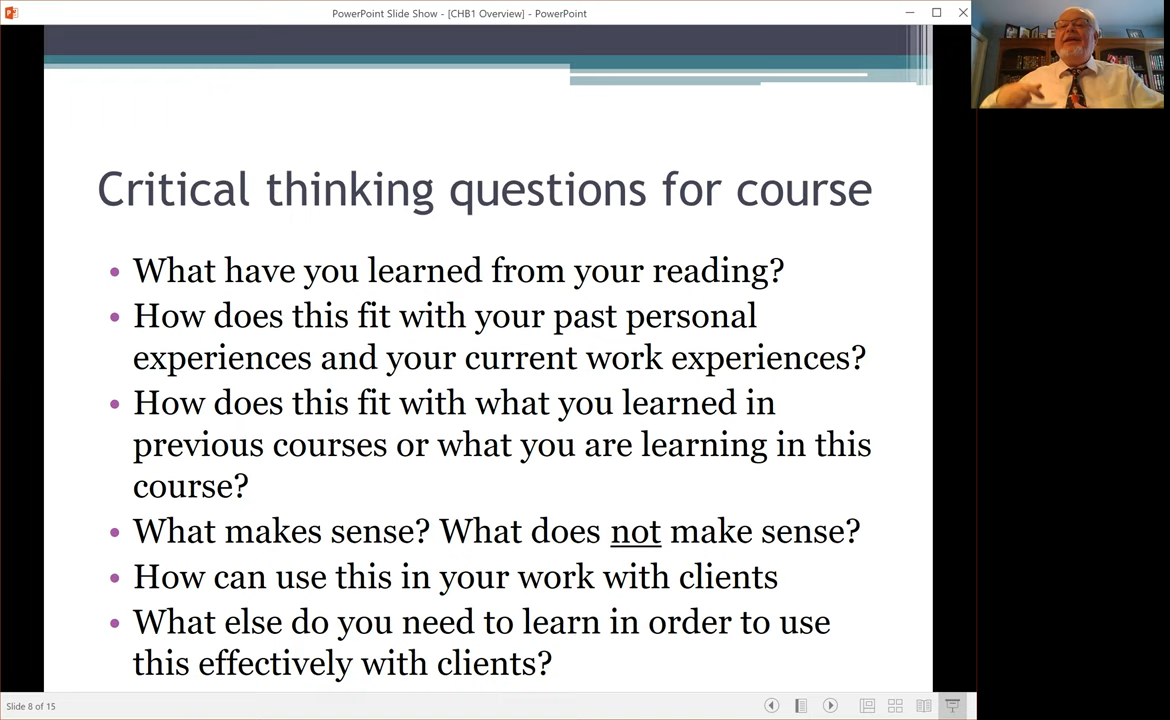 PowerPoint Slide Show - [CHB1 Overview] - PowerPoint
Critical thinking questions for course
• What have you learned from your reading?
• How does this fit with your past personal
experiences and your current work experiences?
• How does this fit with what you learned in
previous courses or what you are learning in this
course?
• What makes sense? What does not make sense?
• How can use this in your work with clients
• What else do you need to learn in order to use
this effectively with clients?
Slide 8 of 15